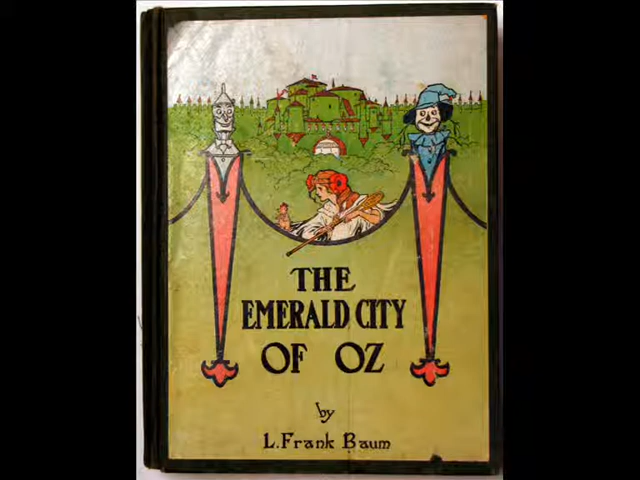 THE
EMERALD CITY
OF OZ
by
L. Frank Baum